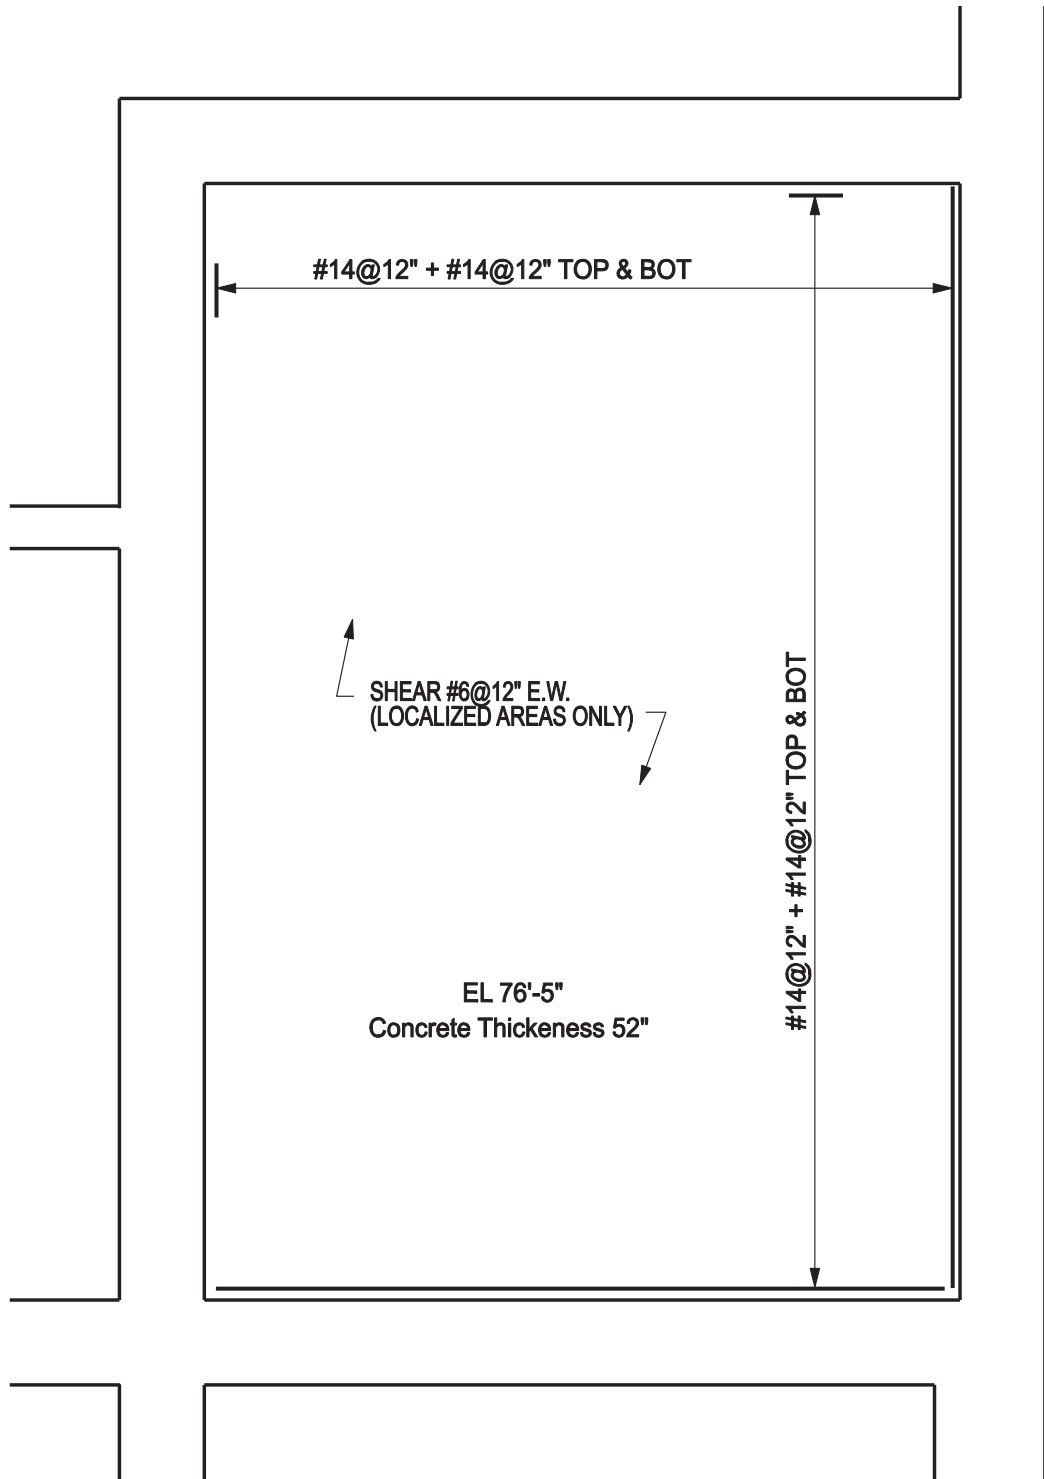 #14@12" + #14@12" TOP & BOT
SHEAR #6@12" E.W.
(LOCALIZED AREAS ONLY)
#14@12" + #14@12" TOP & BOT
EL 76'-5"
Concrete Thickeness 52"